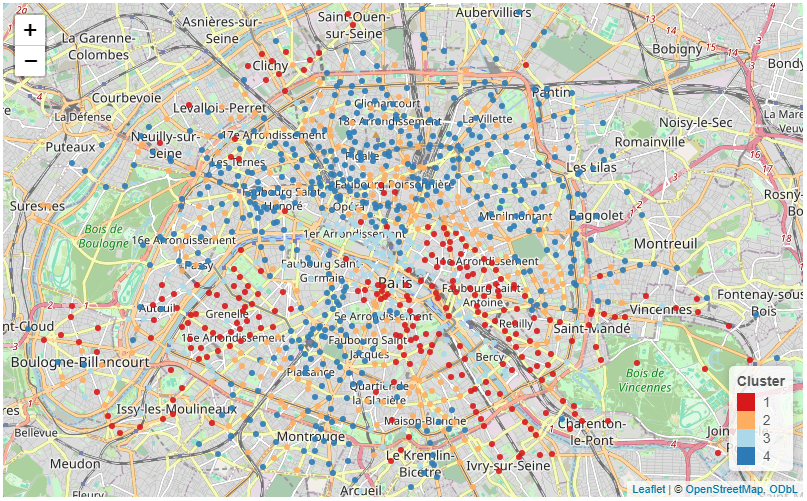 +
−
Asnières-sur-
Seine
Saint-Ouen-
sur-Seine
Aubervilliers
La Garenne-
Colombes
Clichy
Bobigny
Bondy
Courbevoie
Levallois-Perret
Pantin
La Défense
Clignancourt
18e Arrondissement
La Villette
Noisy-le-Sec
Puteaux
Neuilly-sur-
Seine
17e Arrondissement
Romainville
Les Ternes
Pigalle
Les Lilas
Suresnes
Faubourg Saint-
Honoré
Faubourg Poissonnière
Opéra
Ménilmontant
Bagnolet
Bois de
Boulogne
16e Arrondissement
1er Arrondissement
Montreuil
Passy
Faubourg Saint-
Germain
Paris
11e Arrondissement
Faubourg Saint-
Antoine
Fontenay-sous-
Bois
Auteuil
Grenelle
5e Arrondissement
Reuilly
Vincennes
nt-Cloud
15e Arrondissement
Saint-Mandé
Boulogne-Billancourt
Faubourg Saint-
Jacques
Bercy
Plaisance
Quartier de
la Glacière
Bois de
Vincennes
Issy-les-Moulineaux
Maison-Blanche
Charenton-
le-Pont
Bellevue
Montrouge
Meudon
Le Kremlin-
Bicêtre
Ivry-sur-Seine
Fleury
Arcueil
Cluster
1
2
3
4
Leaflet | © OpenStreetMap, ODbL